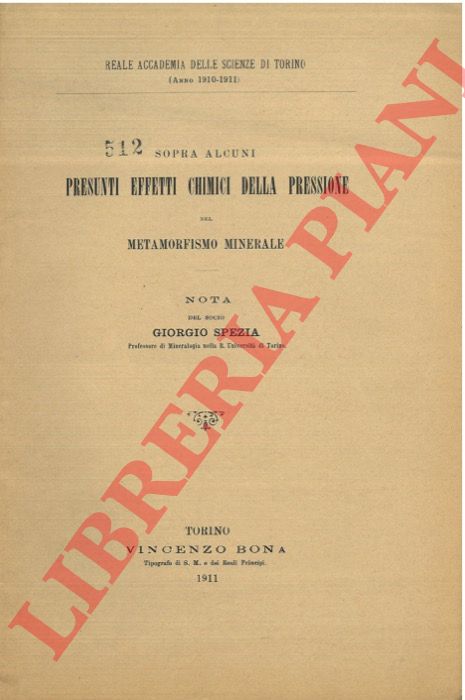 REALE ACCADEMIA DELLE SCIENZE DI TORINO
(ANNO 1910-1911)
512 SOPRA ALCUNI
PRESUNTI EFFETTI CHIMICI DELLA PRESSIONE
NEL
METAMORFISMO MINERALE
NOTA
DEL SOCIO
GIORGIO SPEZIA
Professore di Mineralogia nella R. Università di Torino.
TORINO
VINCENZO BONA
Tipografo di S. M. e dei Reali Principi.
1911
LIBRERIA PIANI